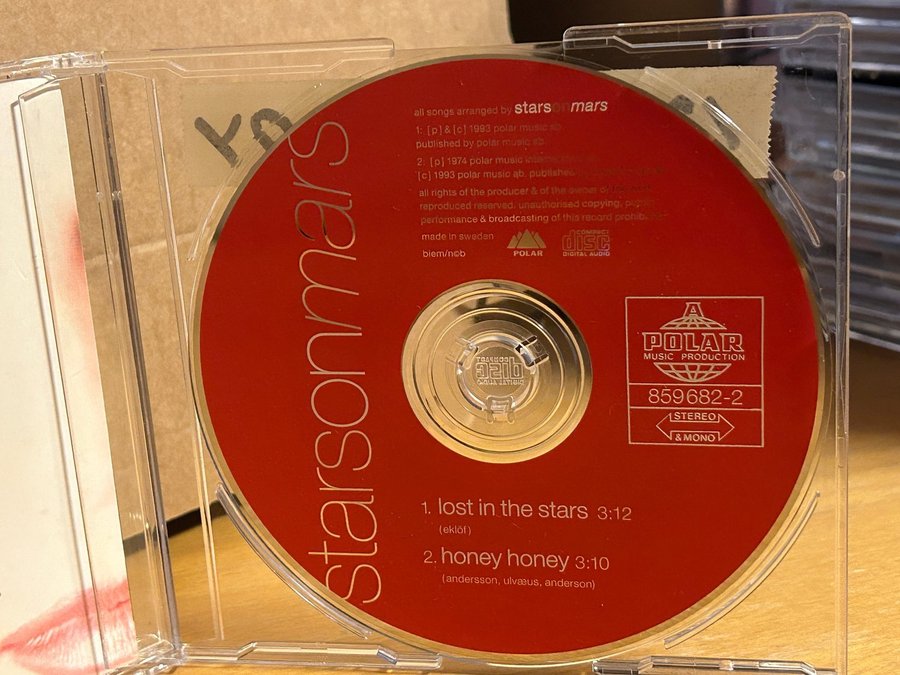 starsonmars
all songs arranged by starsonmars
1: [p] & [c] 1993 polar music ab.
published by polar music ab.
2: [p] 1974 polar music
[c] 1993 polar music ab. published
all rights of the producer & of the owner of
reproduced reserved. unauthorised copying,
performance & broadcasting of this record prohibited
made in sweden
biem/n©b
POLAR
COMPACT
disc
DIGITAL AUDIO
A
POLAR
MUSIC PRODUCTION
859682-2
STEREO
& MONO
COMPACT
disc
DIGITAL AUDIO
1. lost in the stars 3:12
(eklöf)
2. honey honey 3:10
(andersson, ulvæus, anderson)